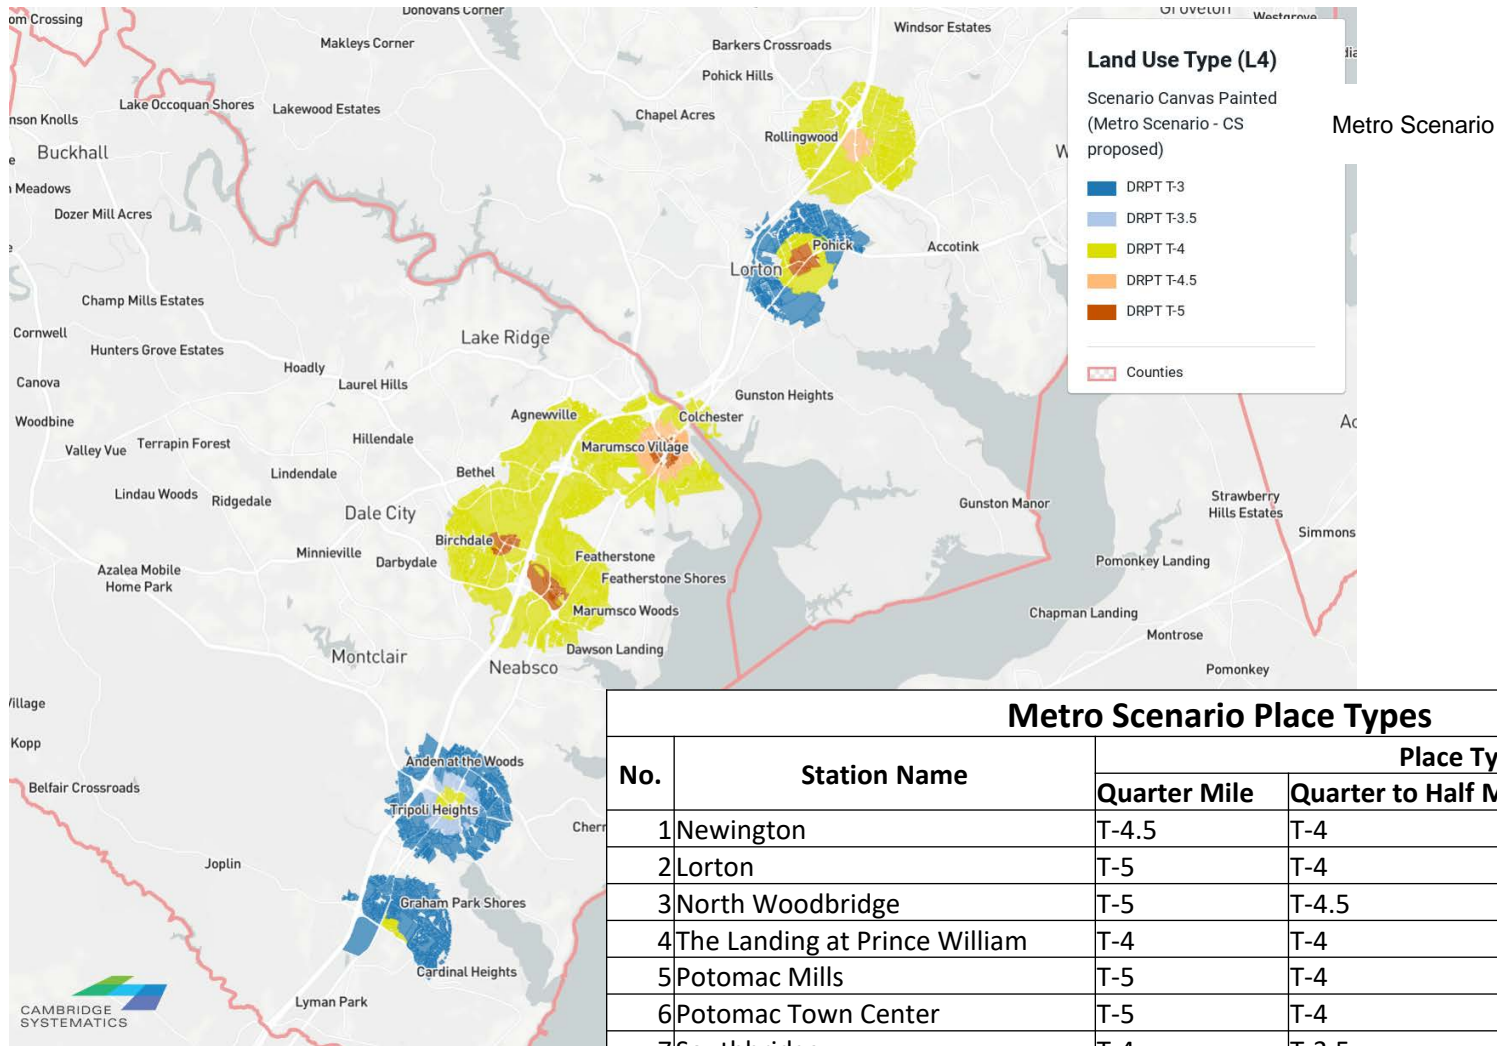 om Crossing
Donovans Corner
Makleys Corner
Windsor Estates
Groveton
Westgrove
Barkers Crossroads
Pohick Hills
Lake Occoquan Shores
Lakewood Estates
Chapel Acres
Rollingwood
nson Knolls
Buckhall
n Meadows
Dozer Mill Acres
Pohick
Accotink
Lorton
Champ Mills Estates
Cornwell
Hunters Grove Estates
Lake Ridge
Hoadly
Canova
Laurel Hills
Gunston Heights
Woodbine
Agnewville
Colchester
Valley Vue
Terrapin Forest
Hillendale
Marumsco Village
Lindendale
Bethel
Lindau Woods
Ridgedale
Dale City
Gunston Manor
Strawberry
Hills Estates
Simmons
Birchdale
Minnieville
Darbydale
Featherstone
Azalea Mobile
Home Park
Featherstone Shores
Pomonkey Landing
Marumsco Woods
Chapman Landing
Montrose
Dawson Landing
Montclair
Neabsco
Pomonkey
Village
Kopp
Anden at the Woods
Belfair Crossroads
Tripoli Heights
Cherr
Joplin
Graham Park Shores
Cardinal Heights
Lyman Park
CAMBRIDGE
SYSTEMATICS
Land Use Type (L4)
Scenario Canvas Painted
(Metro Scenario - CS
proposed)
DRPT T-3
DRPT T-3.5
DRPT T-4
DRPT T-4.5
DRPT T-5
Counties
Metro Scenario
Metro Scenario Place Types
No. Station Name Place Ty
Quarter Mile Quarter to Half M
1 Newington T-4.5 T-4
2 Lorton T-5 T-4
3 North Woodbridge T-5 T-4.5
4 The Landing at Prince William T-4 T-4
5 Potomac Mills T-5 T-4
6 Potomac Town Center T-5 T-4